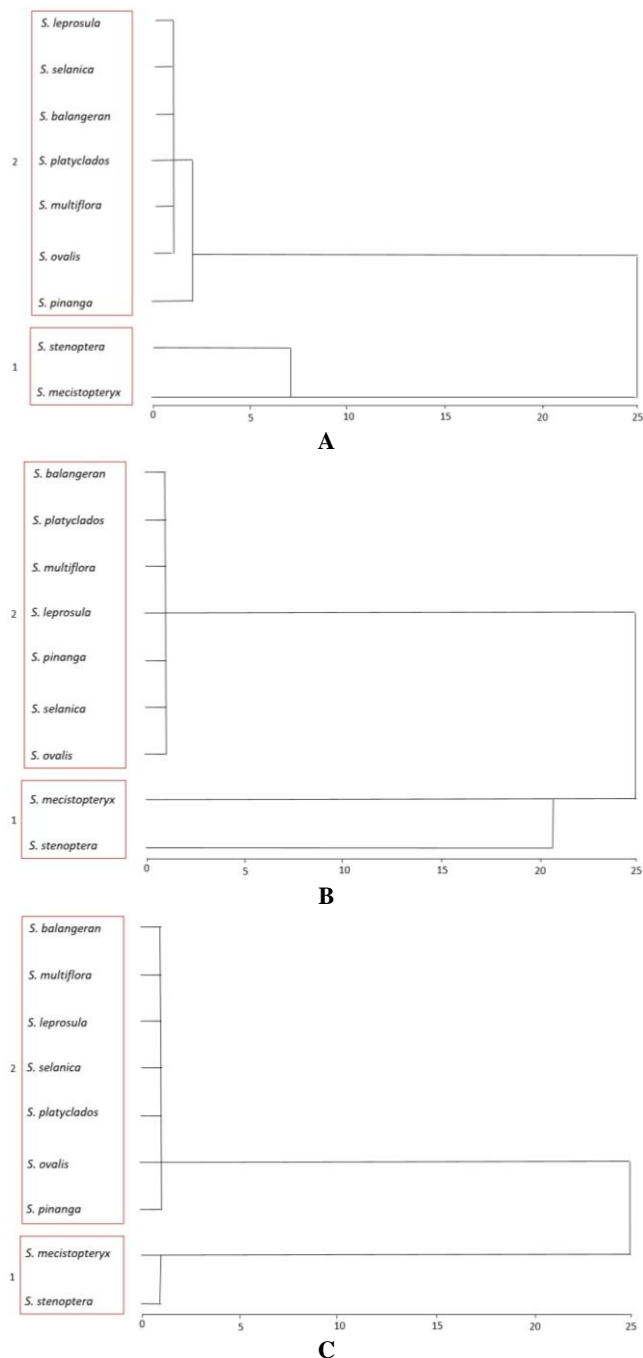 S. leprosula
S. selanica
S. balangeran
2
S. platyclados
S. multiflora
S. ovalis
S. pinanga
S. stenoptera
1
S. mecistopteryx
0 5 10 15 20 25
A
S. balangeran
S. platyclados
S. multiflora
2
S. leprosula
S. pinanga
S. selanica
S. ovalis
S. mecistopteryx
1
S. stenoptera
0 5 10 15 20 25
B
S. balangeran
S. multiflora
S. leprosula
2
S. selanica
S. platyclados
S. ovalis
S. pinanga
S. mecistopteryx
1
S. stenoptera
0 5 10 15 20 25
C